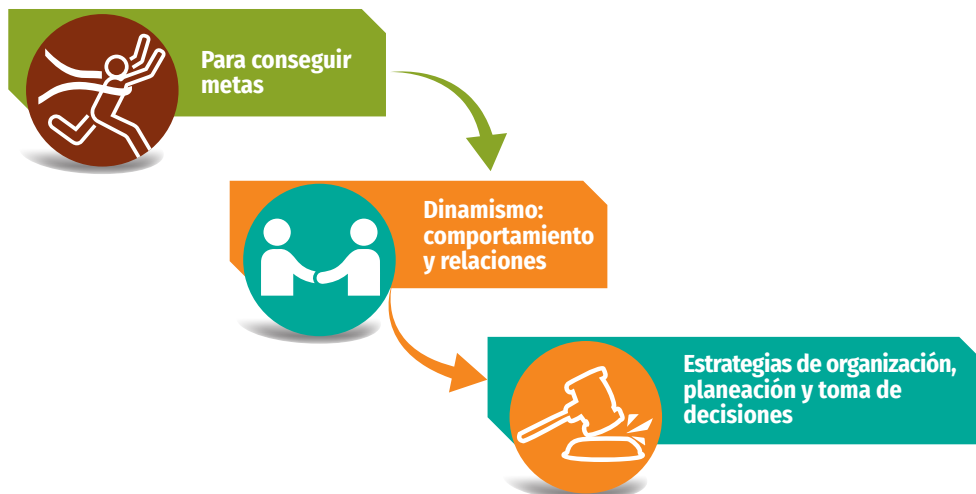 Para conseguir
metas
Dinamismo:
comportamiento
y relaciones
Estrategias de organización,
planeación y toma de
decisiones